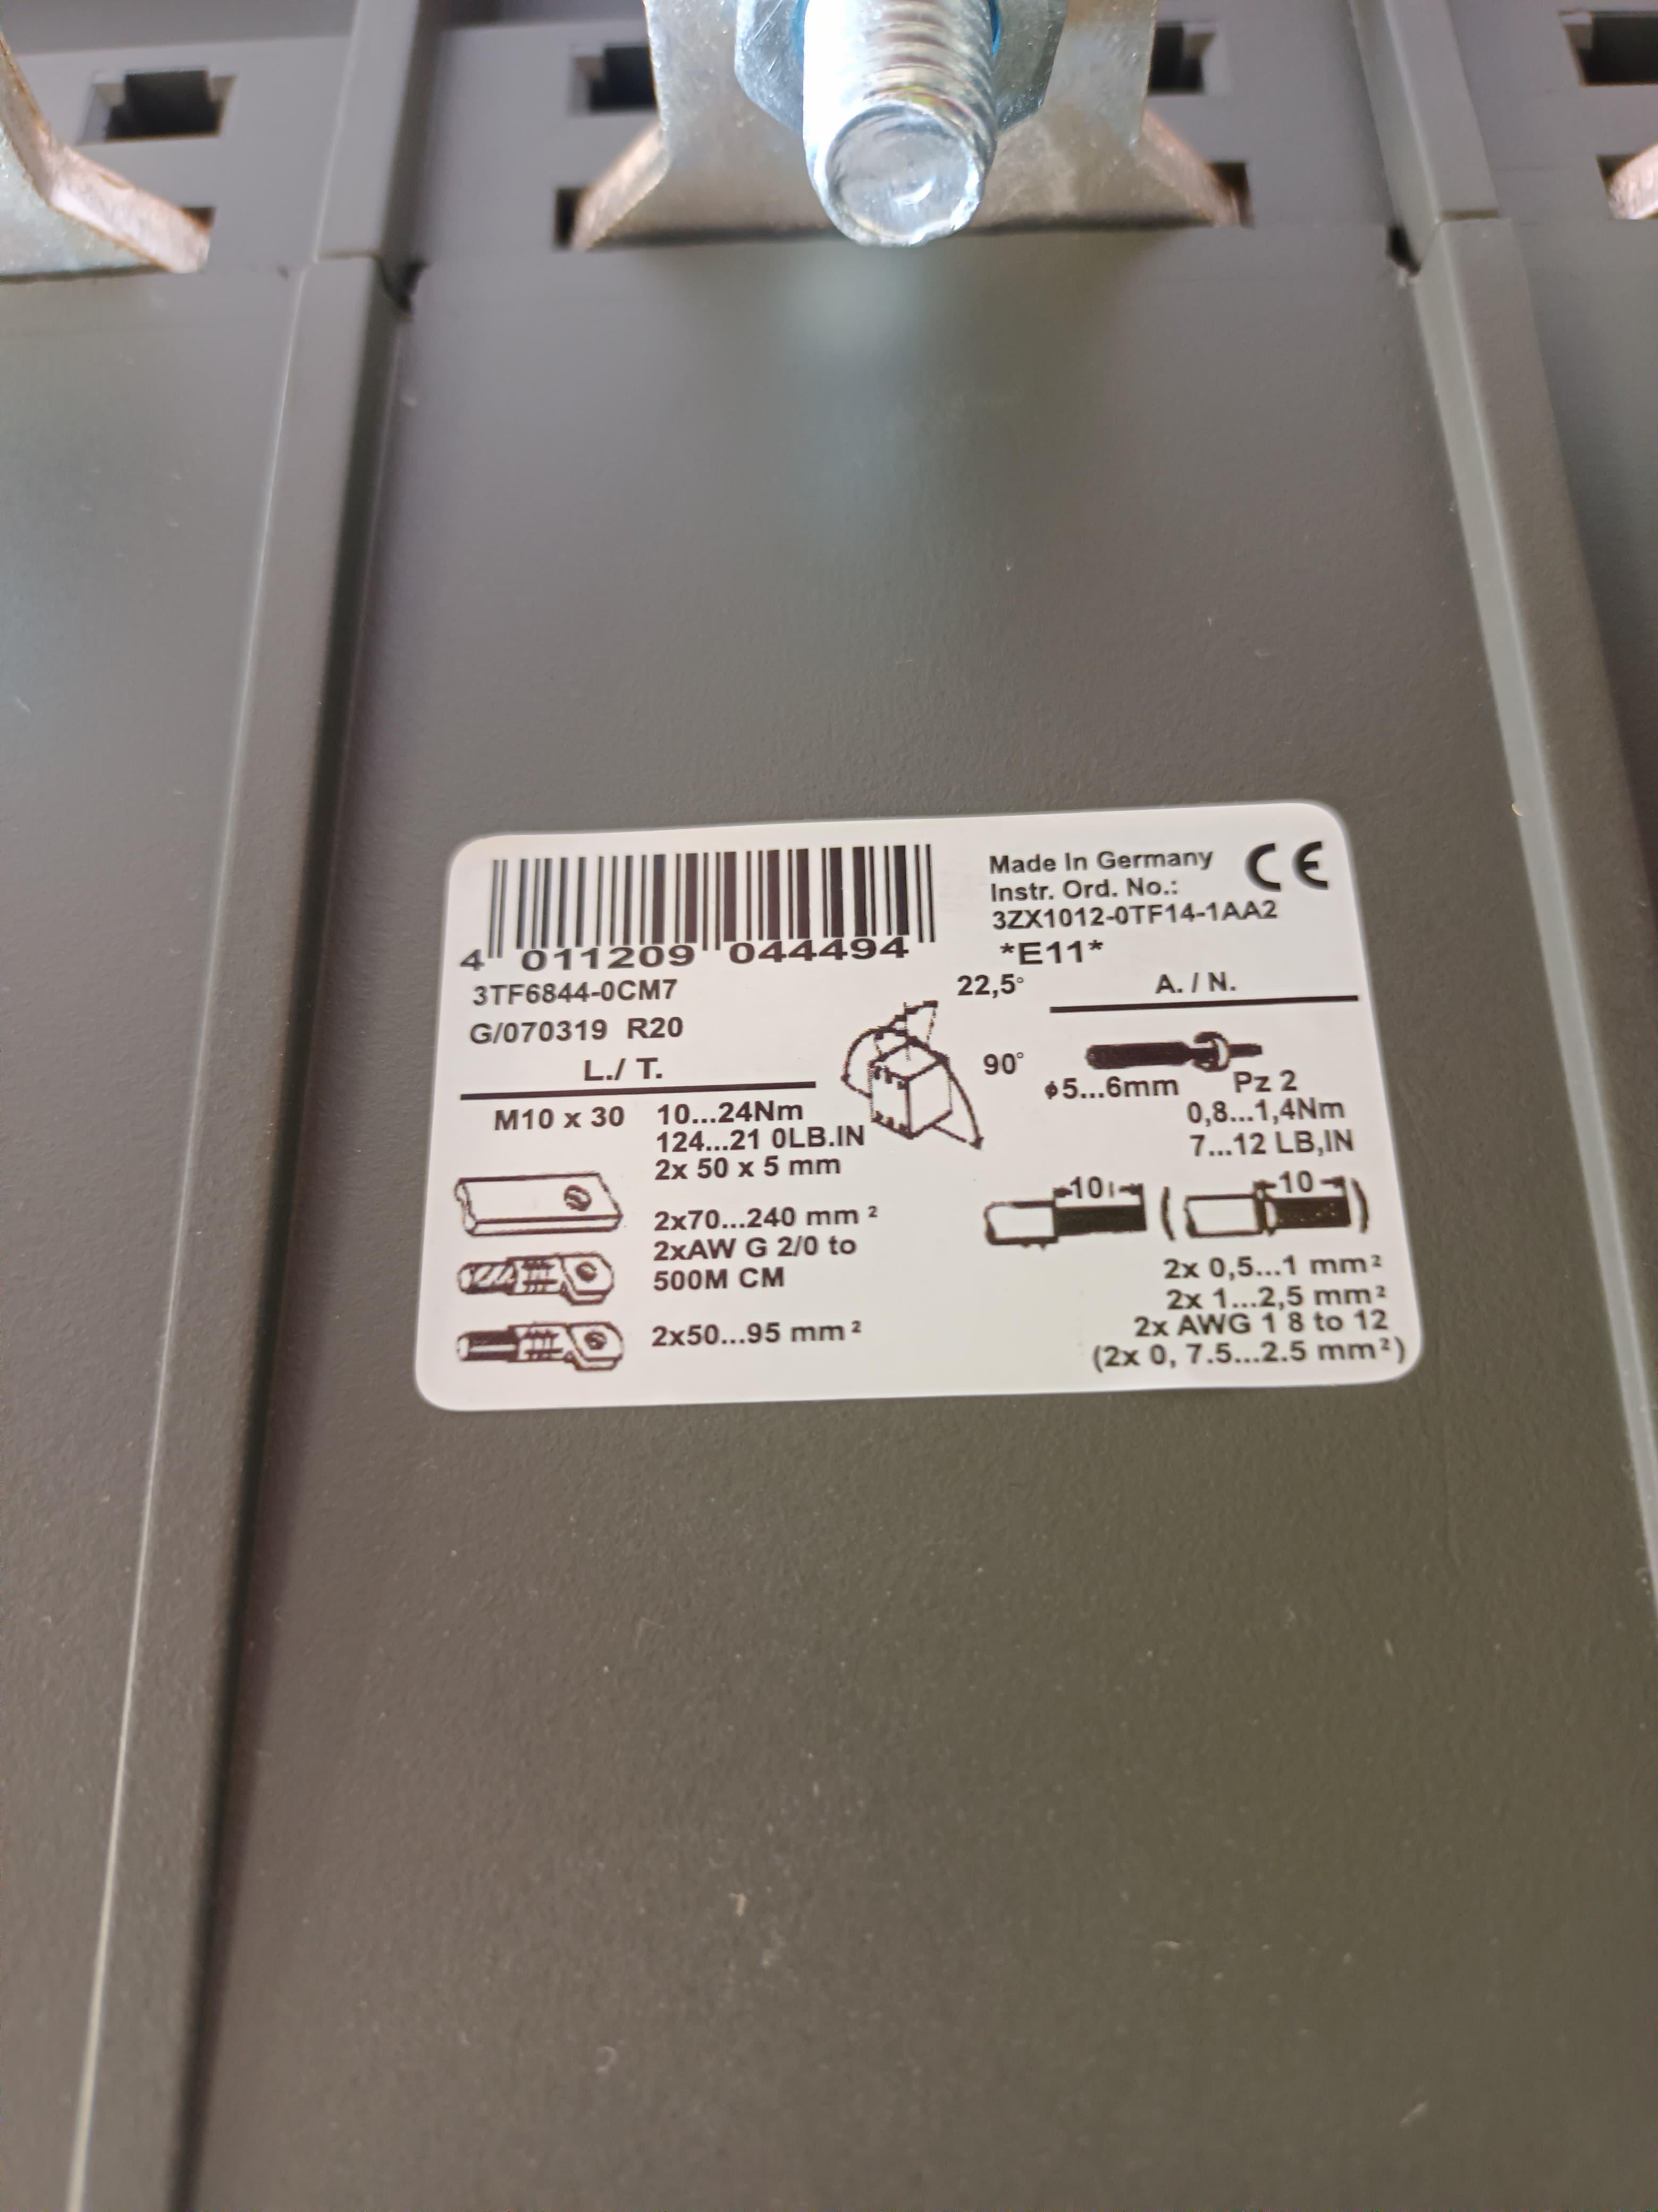 4 011209 044494
3TF6844-0CM7
G/070319 R20
L./ T.
M10 x 30 10...24Nm
124...21 0LB.IN
2x 50 x 5 mm
2x70...240 mm ²
2xAW G 2/0 to
500M CM
2x50...95 mm ²
Made In Germany CE
Instr. Ord. No.:
3ZX1012-0TF14-1AA2
*E11*
22,5°
90°
A. / N.
ϕ5...6mm Pz 2
0,8...1,4Nm
7...12 LB,IN
10 ( 10 )
2x 0,5...1 mm²
2x 1...2,5 mm²
2x AWG 1 8 to 12
(2x 0, 7.5...2.5 mm²)